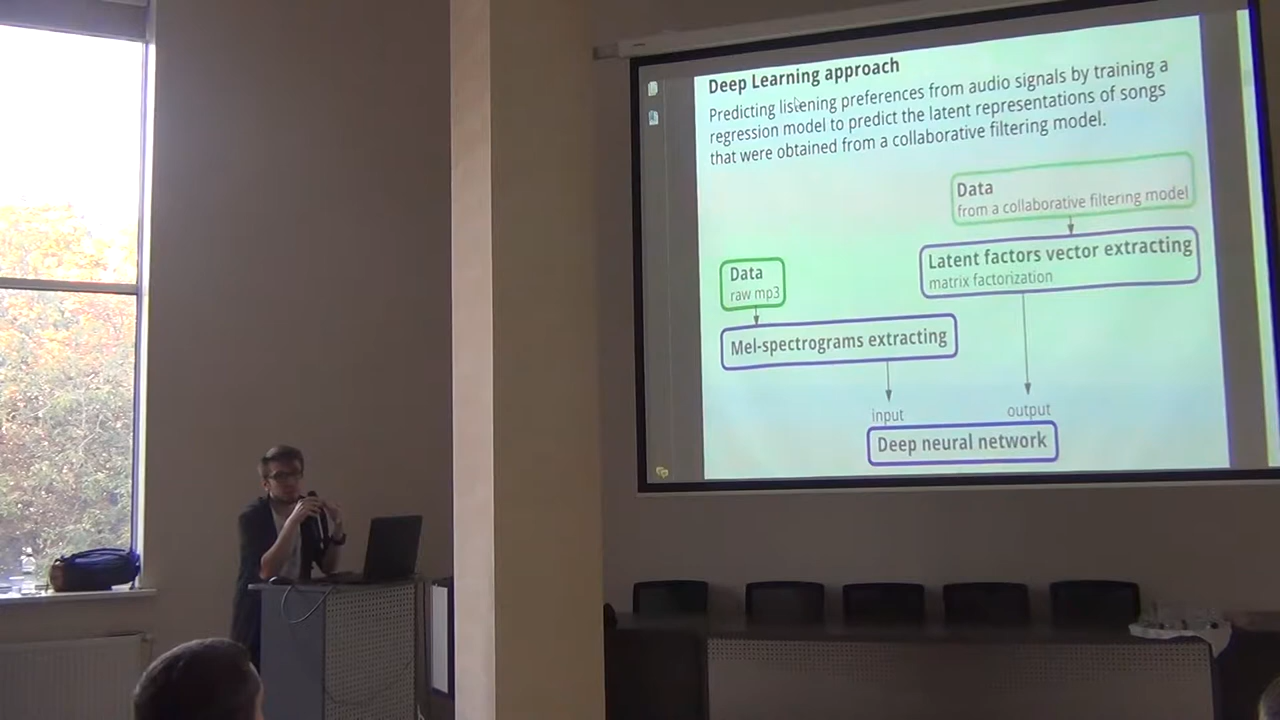 Deep Learning approach
Predicting listening preferences from audio signals by training a
regression model to predict the latent representations of songs
that were obtained from a collaborative filtering model.
Data
from a collaborative filtering model
Latent factors vector extracting
matrix factorization
Data
raw mp3
Mel-spectrograms extracting
input
output
Deep neural network